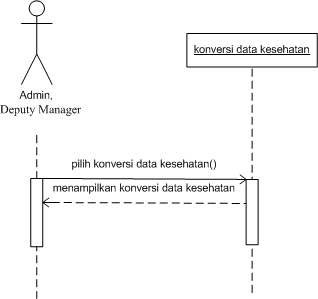 konversi data kesehatan
Admin,
Deputy Manager
pilih konversi data kesehatan()
menampilkan konversi data kesehatan